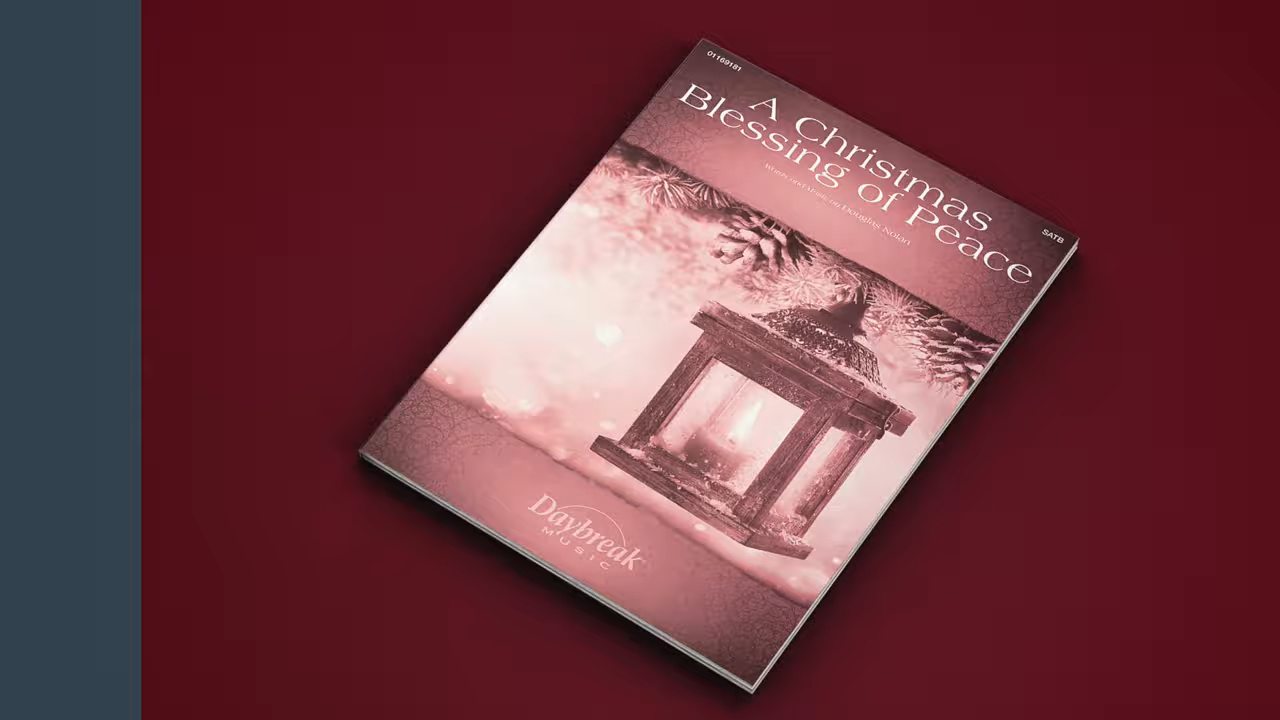 01169181
A Christmas
Blessing of Peace
Words and Music by Douglas Nolan
SATB
Daybreak
MUSIC